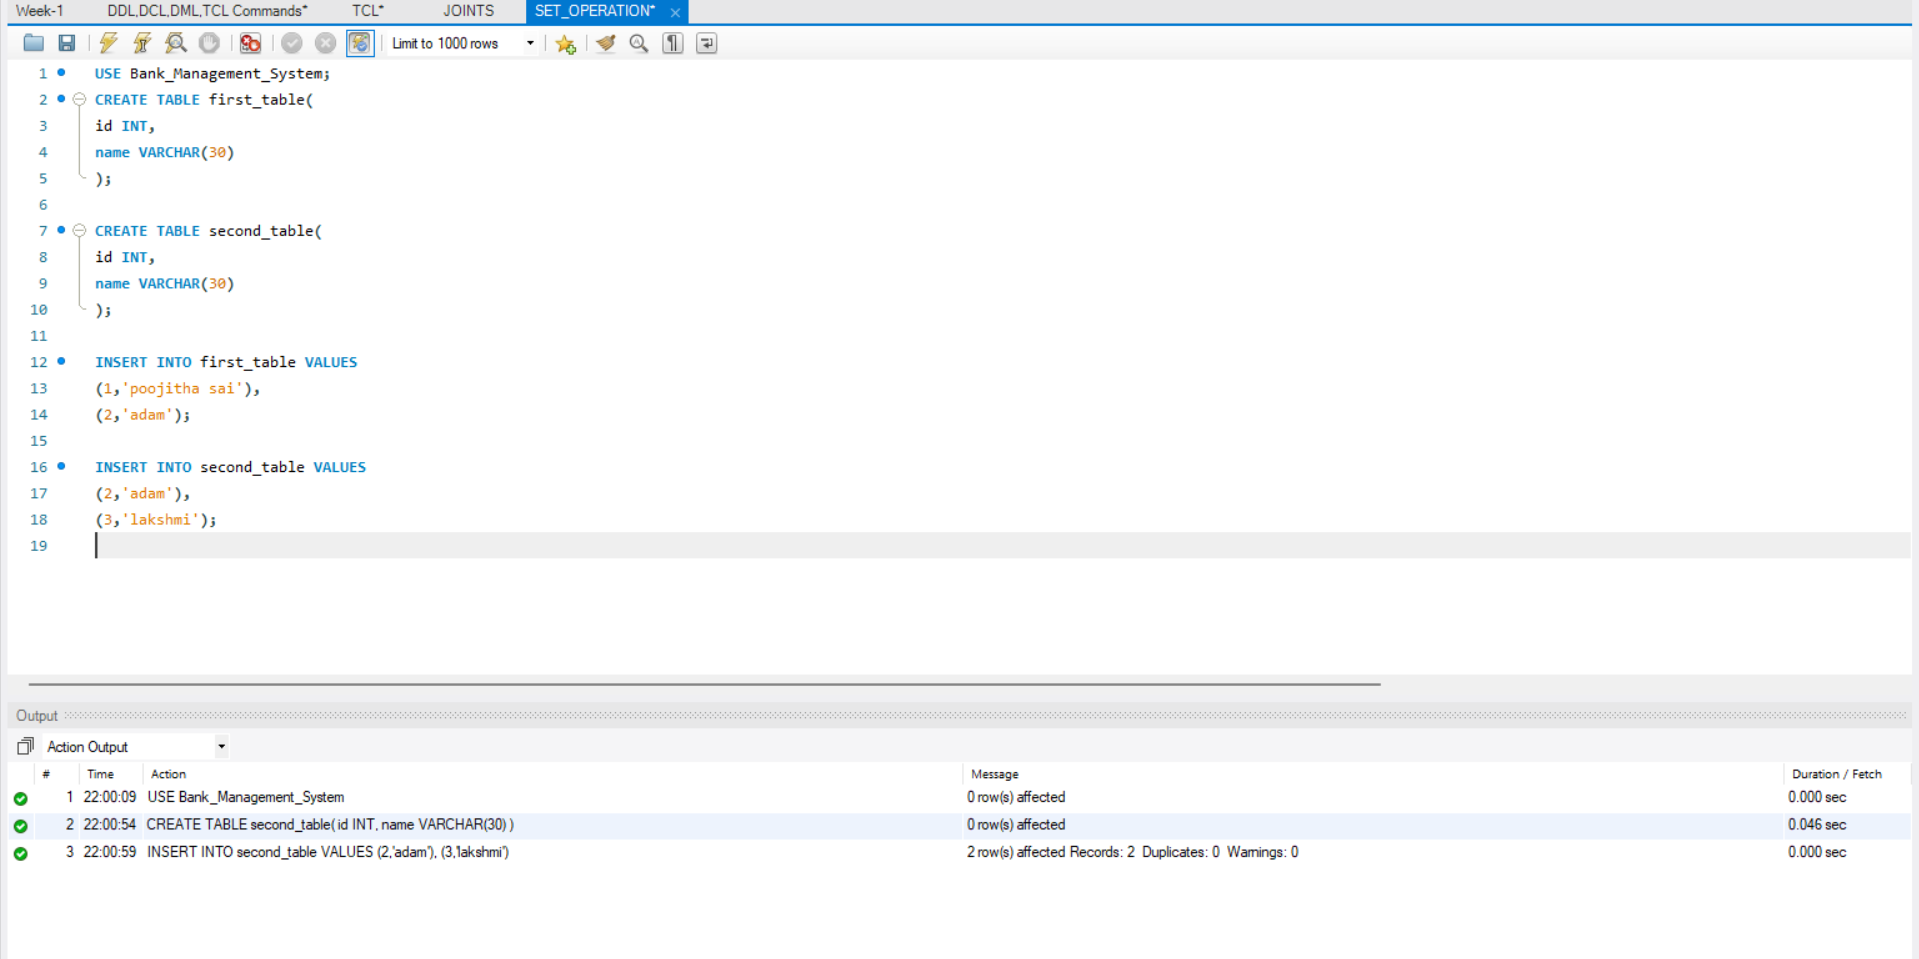 Week-1 DDL,DCL,DML,TCL Commands* TCL* JOINTS SET_OPERATION* ×
Limit to 1000 rows
1 USE Bank_Management_System;
2 CREATE TABLE first_table(
3 id INT,
4 name VARCHAR(30)
5 );
6
7 CREATE TABLE second_table(
8 id INT,
9 name VARCHAR(30)
10 );
11
12 INSERT INTO first_table VALUES
13 (1,'poojitha sai'),
14 (2,'adam');
15
16 INSERT INTO second_table VALUES
17 (2,'adam'),
18 (3,'lakshmi');
19
Output
Action Output
# Time Action Message Duration / Fetch
1 22:00:09 USE Bank_Management_System 0 row(s) affected 0.000 sec
2 22:00:54 CREATE TABLE second_table( id INT, name VARCHAR(30) ) 0 row(s) affected 0.046 sec
3 22:00:59 INSERT INTO second_table VALUES (2,'adam'), (3,'lakshmi') 2 row(s) affected Records: 2 Duplicates: 0 Warnings: 0 0.000 sec